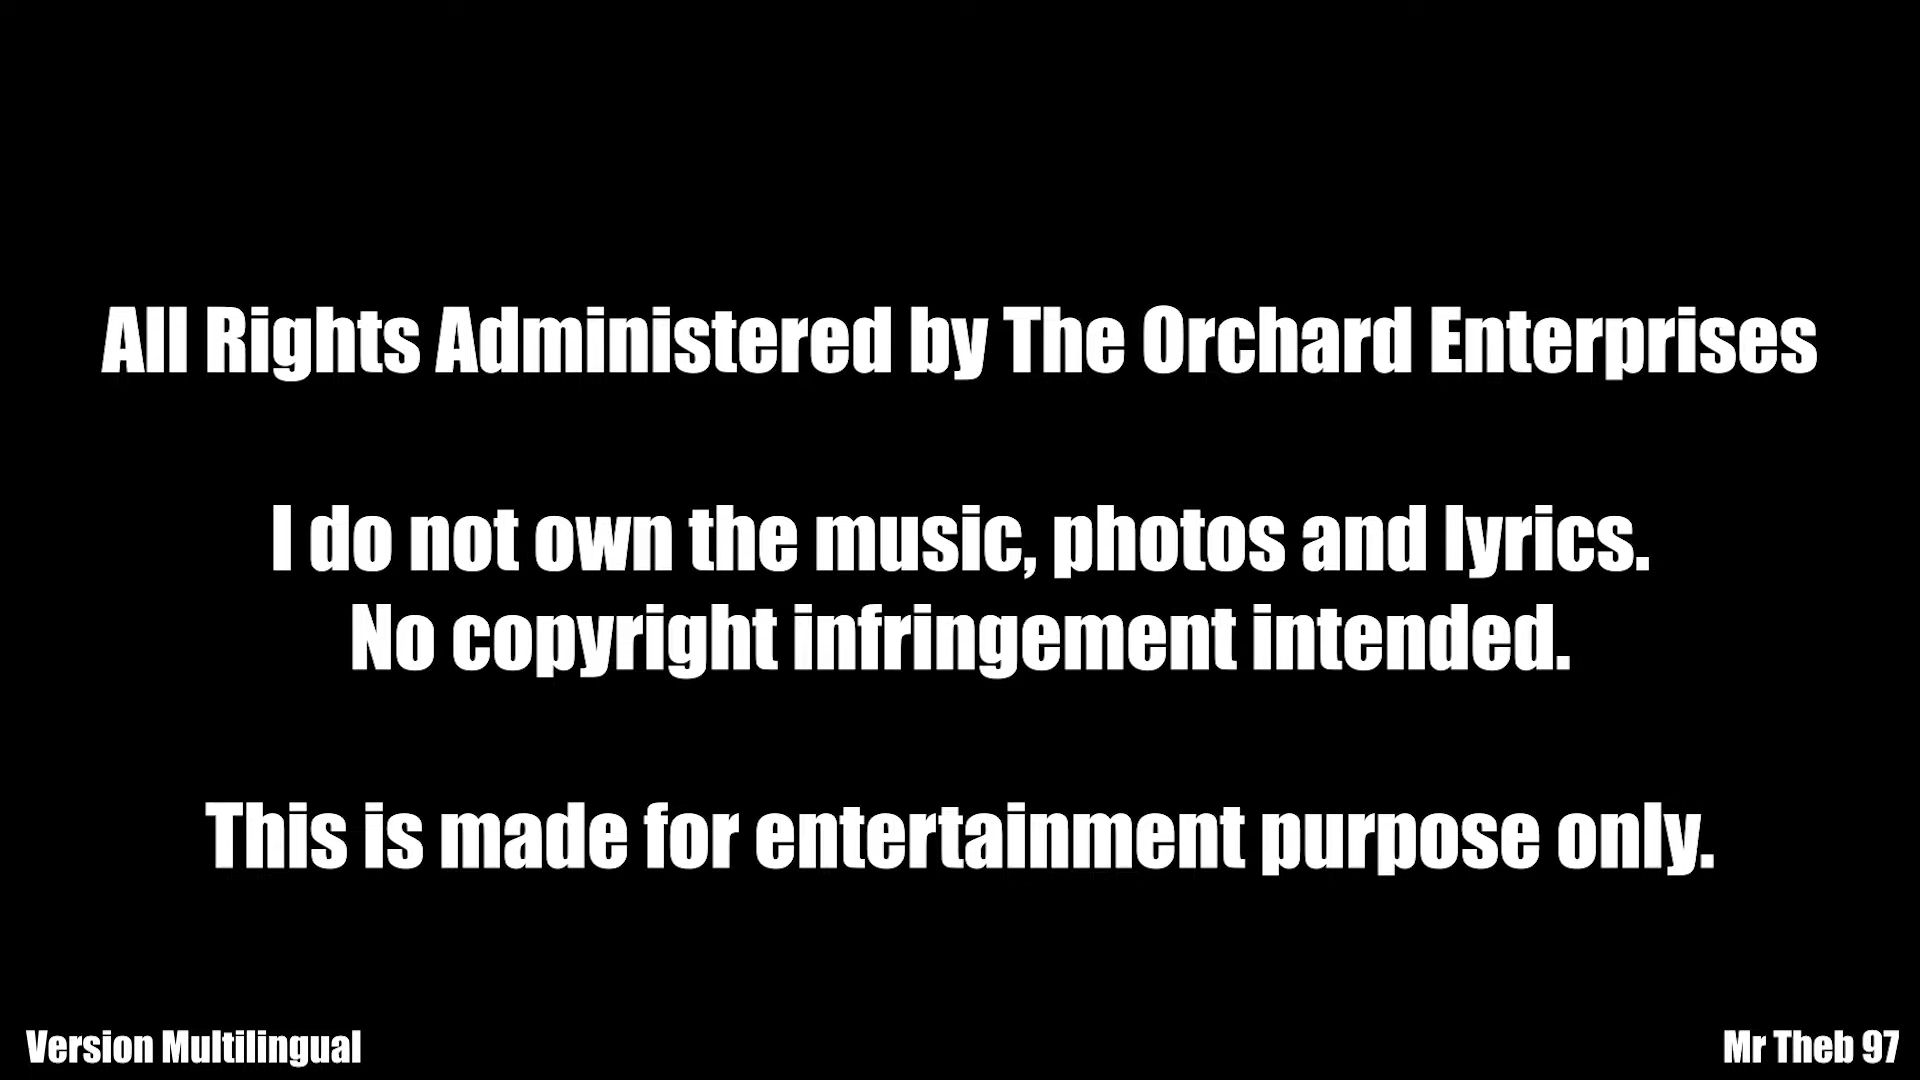 All Rights Administered by The Orchard Enterprises
I do not own the music, photos and lyrics.
No copyright infringement intended.
This is made for entertainment purpose only.
Version Multilingual
Mr Theb 97